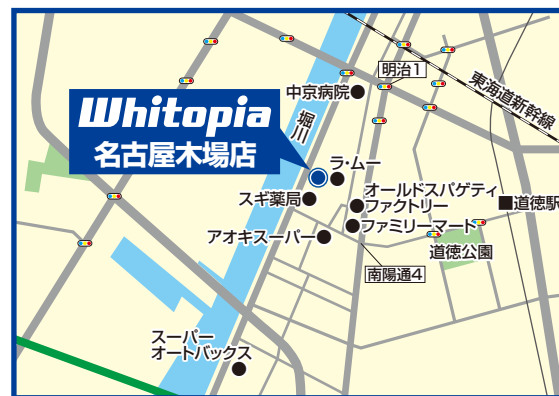 明治1
中京病院
東海道新幹線
Whitopia
名古屋木場店
堀川
ラ・ムー
スギ薬局
オールドスパゲティ
ファクトリー
道徳駅
ファミリーマート
アオキスーパー
道徳公園
南陽通4
スーパー
オートバックス